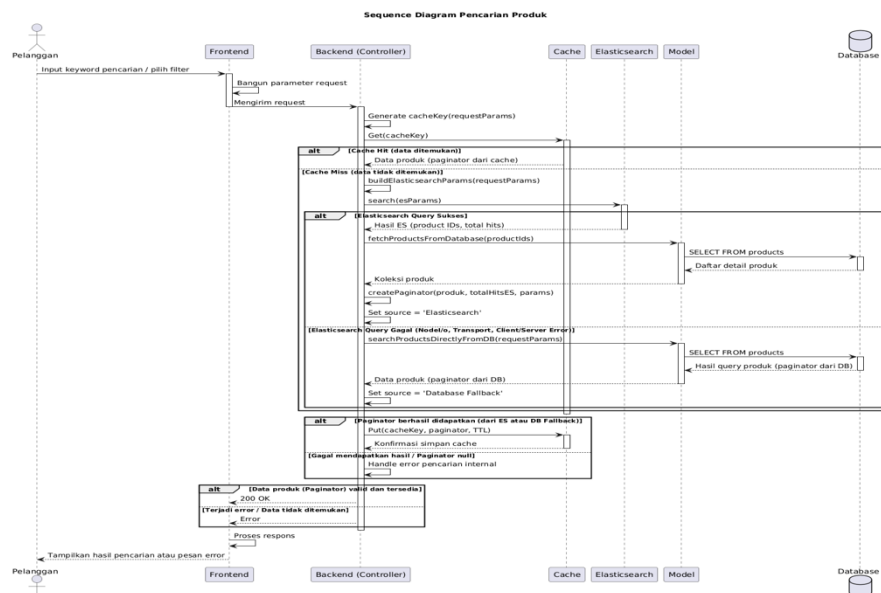 Sequence Diagram Pencarian Produk
Pelanggan
Frontend
Backend (Controller)
Cache
Elasticsearch
Model
Database
Input keyword pencarian / pilih filter
Bangun parameter request
Mengirim request
Generate cacheKey(requestParams)
Get(cacheKey)
alt
[Cache Hit (data ditemukan)]
Data produk (paginator dari cache)
[Cache Miss (data tidak ditemukan)]
buildElasticsearchParams(requestParams)
search(esParams)
alt
[Elasticsearch Query Sukses]
Hasil ES (product IDs, total hits)
fetchProductsFromDatabase(productIds)
SELECT FROM products
Daftar detail produk
Koleksi produk
createPaginator(produk, totalHitsES, params)
Set source = 'Elasticsearch'
[Elasticsearch Query Gagal (Node/o, Transport, Client/Server Error)]
searchProductsDirectlyFromDB(requestParams)
SELECT FROM products
Hasil query produk (paginator dari DB)
Data produk (paginator dari DB)
Set source = 'Database Fallback'
alt
[Paginator berhasil didapatkan (dari ES atau DB Fallback)]
Put(cacheKey, paginator, TTL)
Konfirmasi simpan cache
[Gagal mendapatkan hasil / Paginator null]
Handle error pencarian internal
alt
[Data produk (Paginator) valid dan tersedia]
200 OK
[Terjadi error / Data tidak ditemukan]
Error
Proses respons
Tampilkan hasil pencarian atau pesan error
Pelanggan
Frontend
Backend (Controller)
Cache
Elasticsearch
Model
Database